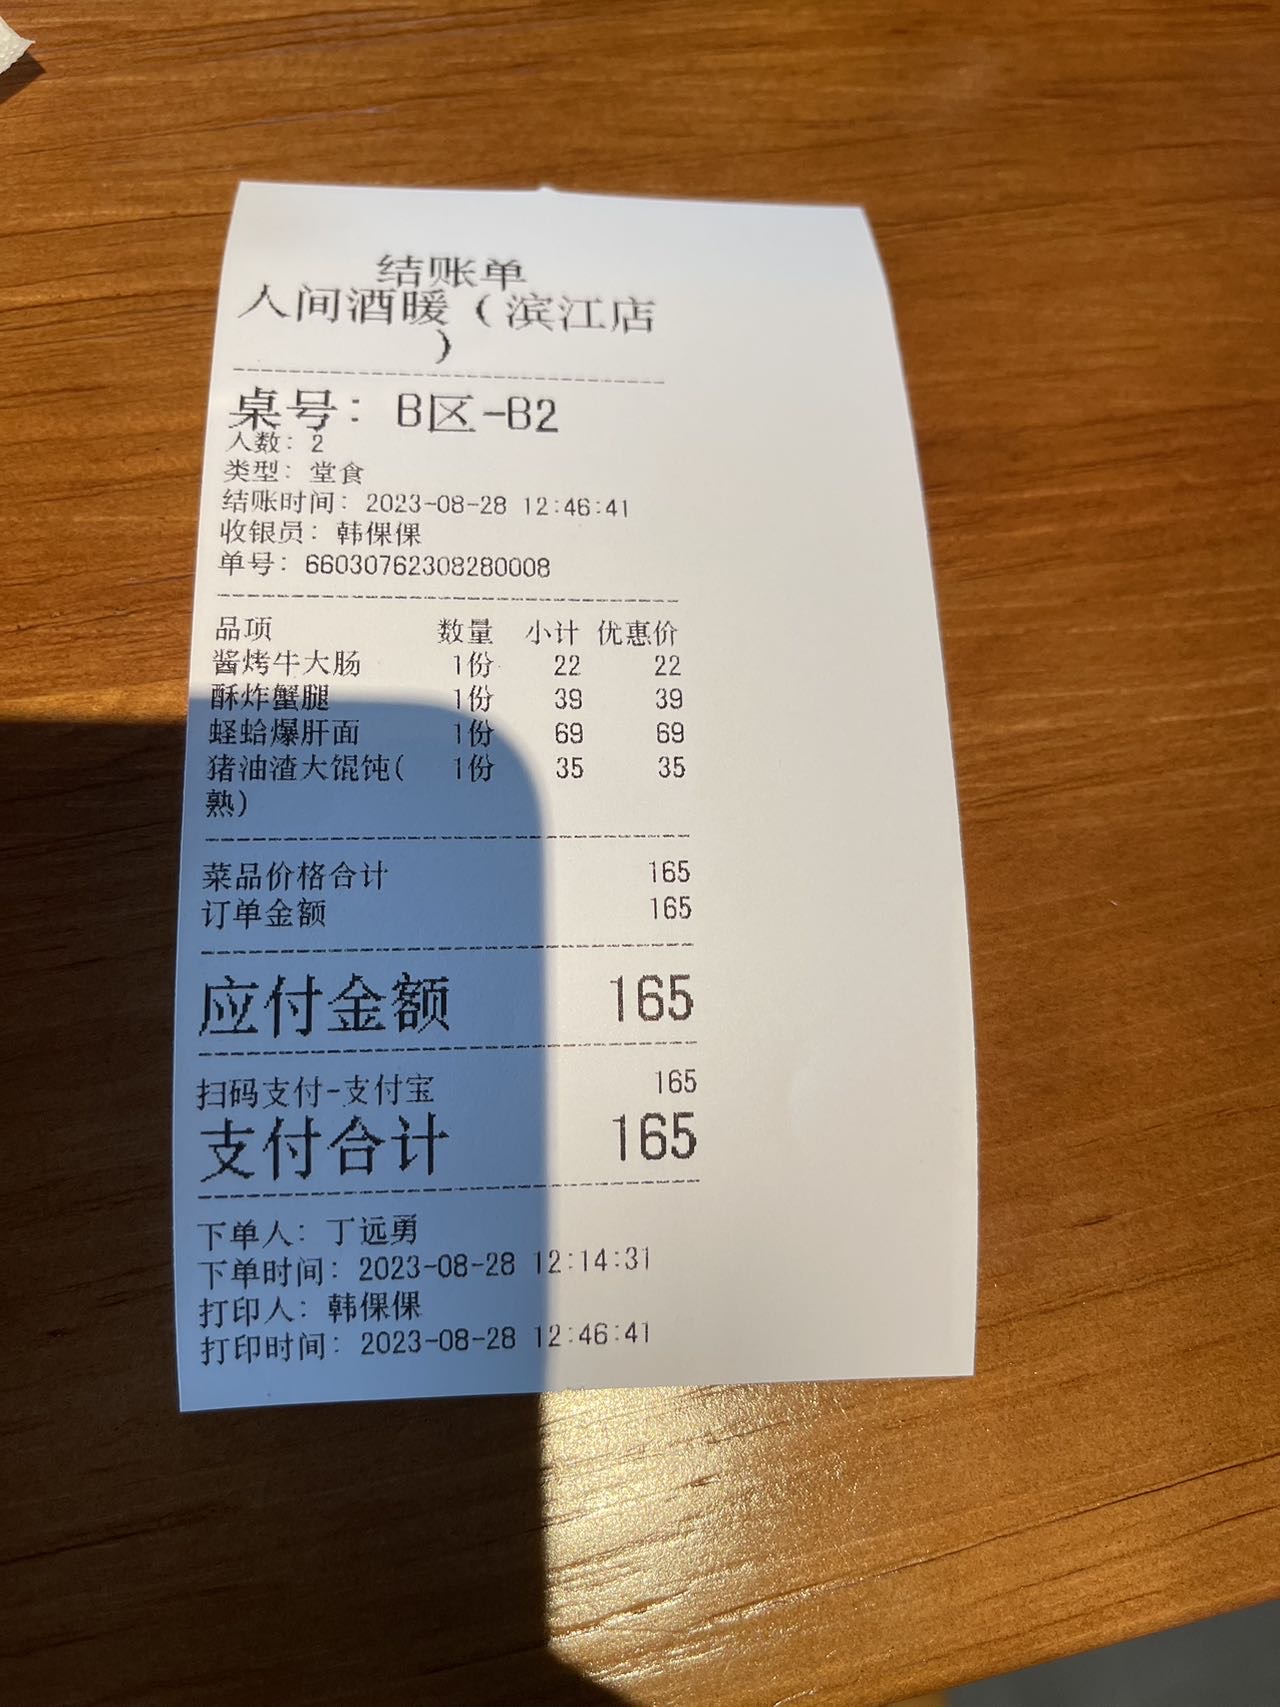 结账单
人间酒暖（滨江店
）
桌号：B区-B2
人数：2
类型：堂食
结账时间：2023-08-28 12:46:41
收银员：韩倮倮
单号：66030762308280008
品项 数量 小计 优惠价
酱烤牛大肠 1份 22 22
酥炸蟹腿 1份 39 39
蛏蛤爆肝面 1份 69 69
猪油渣大馄饨( 1份 35 35
熟)
菜品价格合计 165
订单金额 165
应付金额 165
扫码支付-支付宝 165
支付合计 165
下单人：丁远勇
下单时间：2023-08-28 12:14:31
打印人：韩倮倮
打印时间：2023-08-28 12:46:41